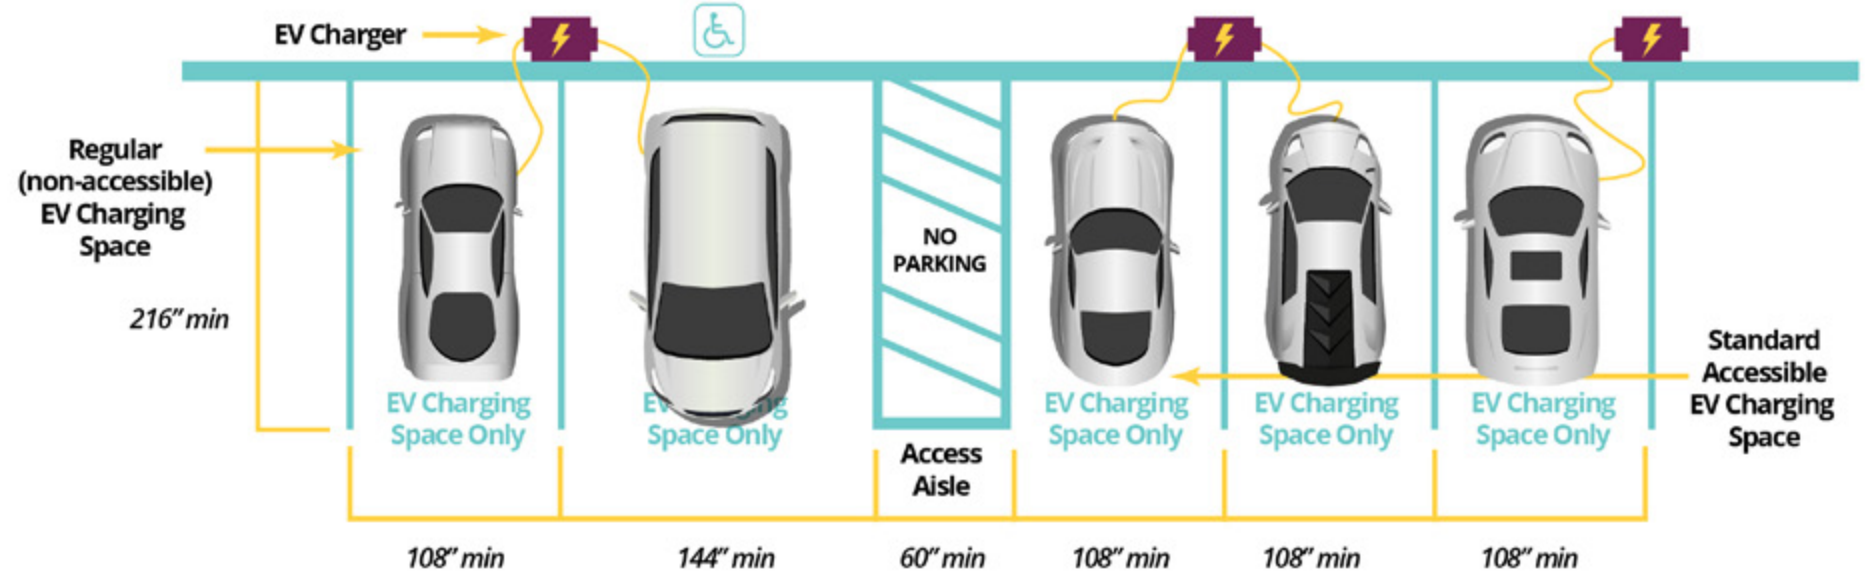 EV Charger
Regular
(non-accessible)
EV Charging
Space
216” min
NO
PARKING
EV Charging
Space Only
EV Charging
Space Only
Access
Aisle
EV Charging
Space Only
EV Charging
Space Only
EV Charging
Space Only
Standard
Accessible
EV Charging
Space
108” min
144” min
60” min
108” min
108” min
108” min